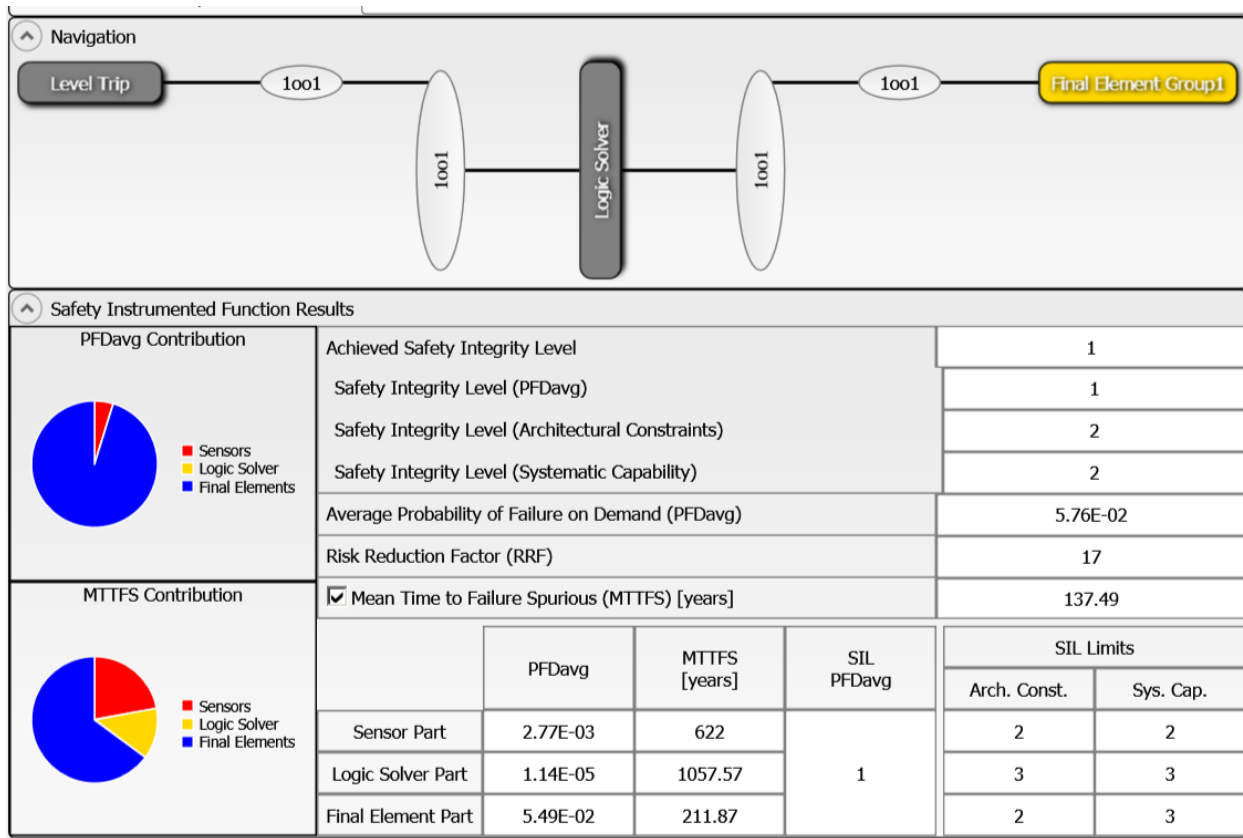 Navigation
Level Trip
1oo1
1oo1
Logic Solver
1oo1
1oo1
Final Element Group1
Safety Instrumented Function Results
PFDavg Contribution
Sensors
Logic Solver
Final Elements
Achieved Safety Integrity Level 1
Safety Integrity Level (PFDavg) 1
Safety Integrity Level (Architectural Constraints) 2
Safety Integrity Level (Systematic Capability) 2
Average Probability of Failure on Demand (PFDavg) 5.76E-02
Risk Reduction Factor (RRF) 17
MTTFS Contribution
Sensors
Logic Solver
Final Elements
Mean Time to Failure Spurious (MTTFS) [years] 137.49
PFDavg MTTFS [years] SIL PFDavg SIL Limits
Arch. Const. Sys. Cap.
Sensor Part 2.77E-03 622 2 2
Logic Solver Part 1.14E-05 1057.57 1 3 3
Final Element Part 5.49E-02 211.87 2 3